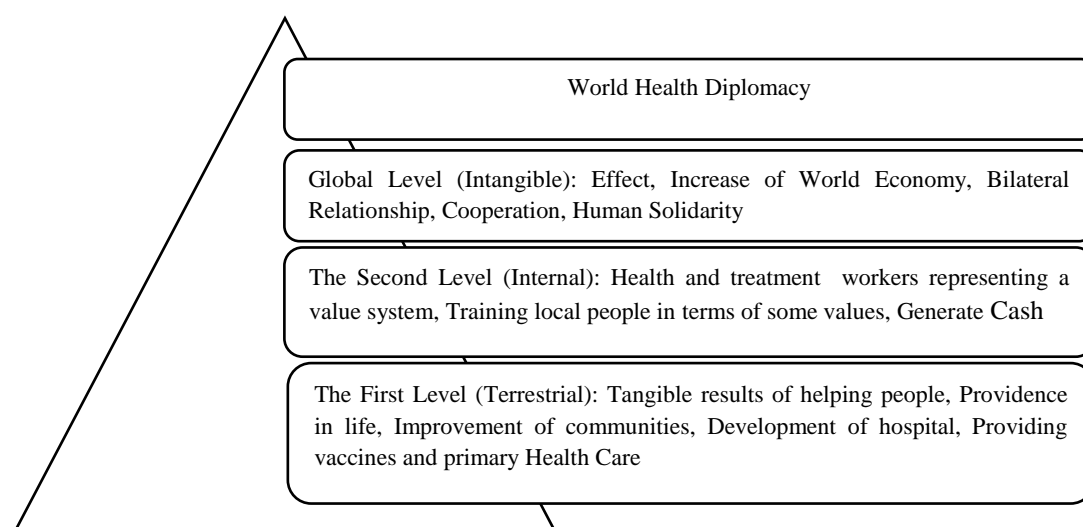 World Health Diplomacy
Global Level (Intangible): Effect, Increase of World Economy, Bilateral
Relationship, Cooperation, Human Solidarity
The Second Level (Internal): Health and treatment workers representing a
value system, Training local people in terms of some values, Generate Cash
The First Level (Terrestrial): Tangible results of helping people, Providence
in life, Improvement of communities, Development of hospital, Providing
vaccines and primary Health Care